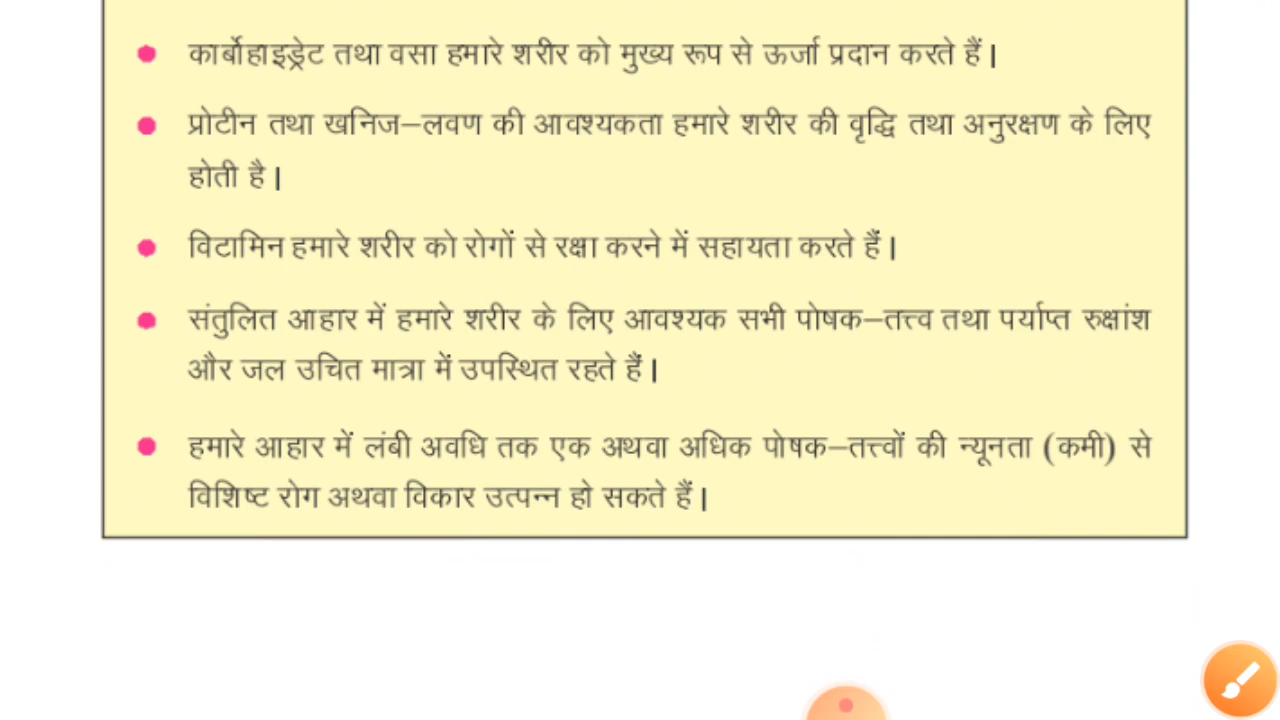 कार्बोहाइड्रेट तथा वसा हमारे शरीर को मुख्य रूप से ऊर्जा प्रदान करते हैं।
प्रोटीन तथा खनिज–लवण की आवश्यकता हमारे शरीर की वृद्धि तथा अनुरक्षण के लिए
होती है।
विटामिन हमारे शरीर को रोगों से रक्षा करने में सहायता करते हैं।
संतुलित आहार में हमारे शरीर के लिए आवश्यक सभी पोषक–तत्त्व तथा पर्याप्त रुक्षांश
और जल उचित मात्रा में उपस्थित रहते हैं।
हमारे आहार में लंबी अवधि तक एक अथवा अधिक पोषक–तत्त्वों की न्यूनता (कमी) से
विशिष्ट रोग अथवा विकार उत्पन्न हो सकते हैं।